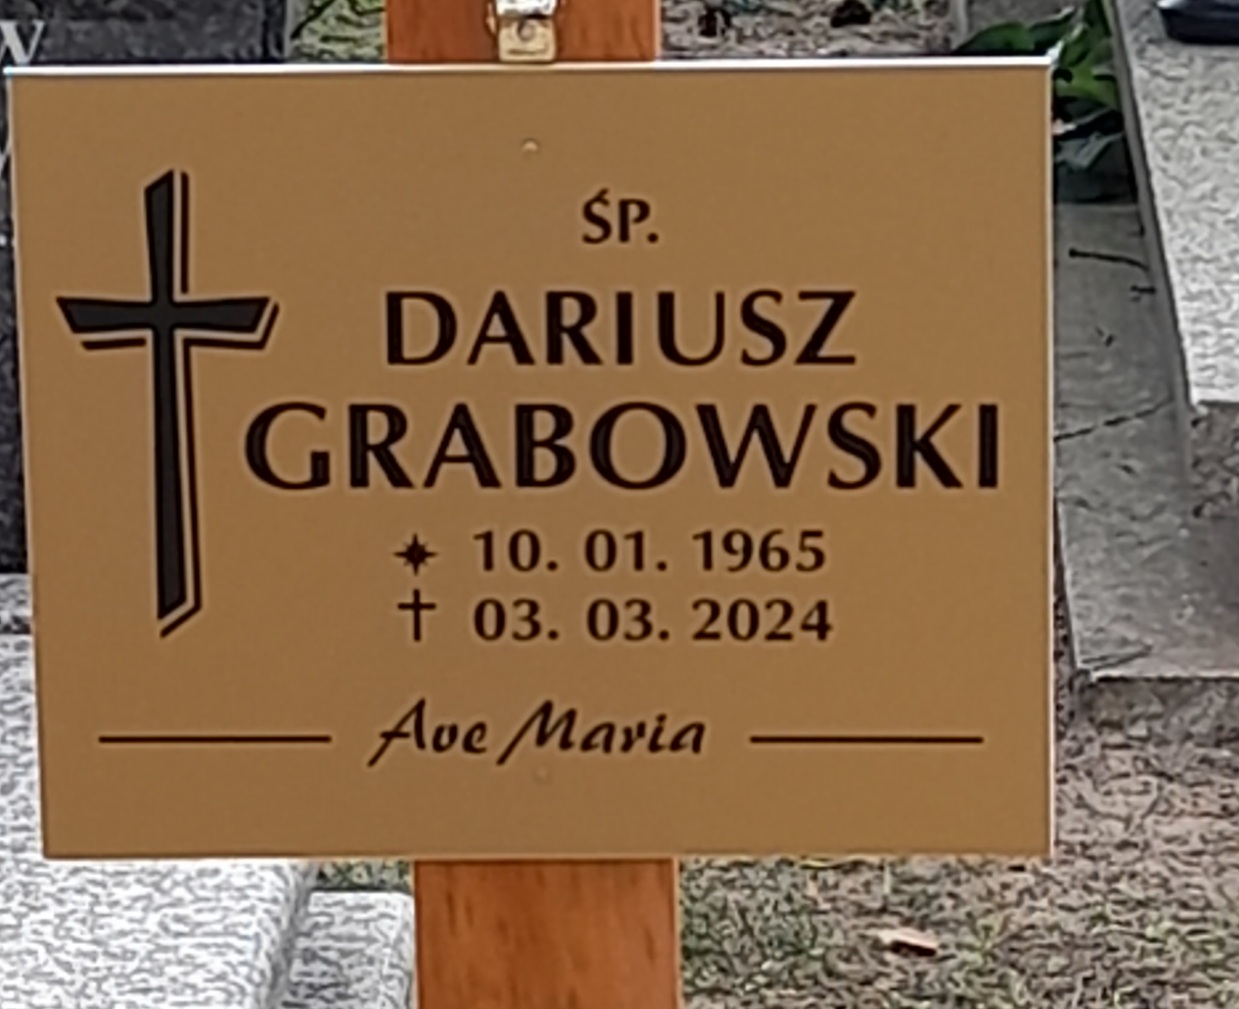 ŚP.
DARIUSZ
GRABOWSKI
✶ 10. 01. 1965
† 03. 03. 2024
Ave Maria